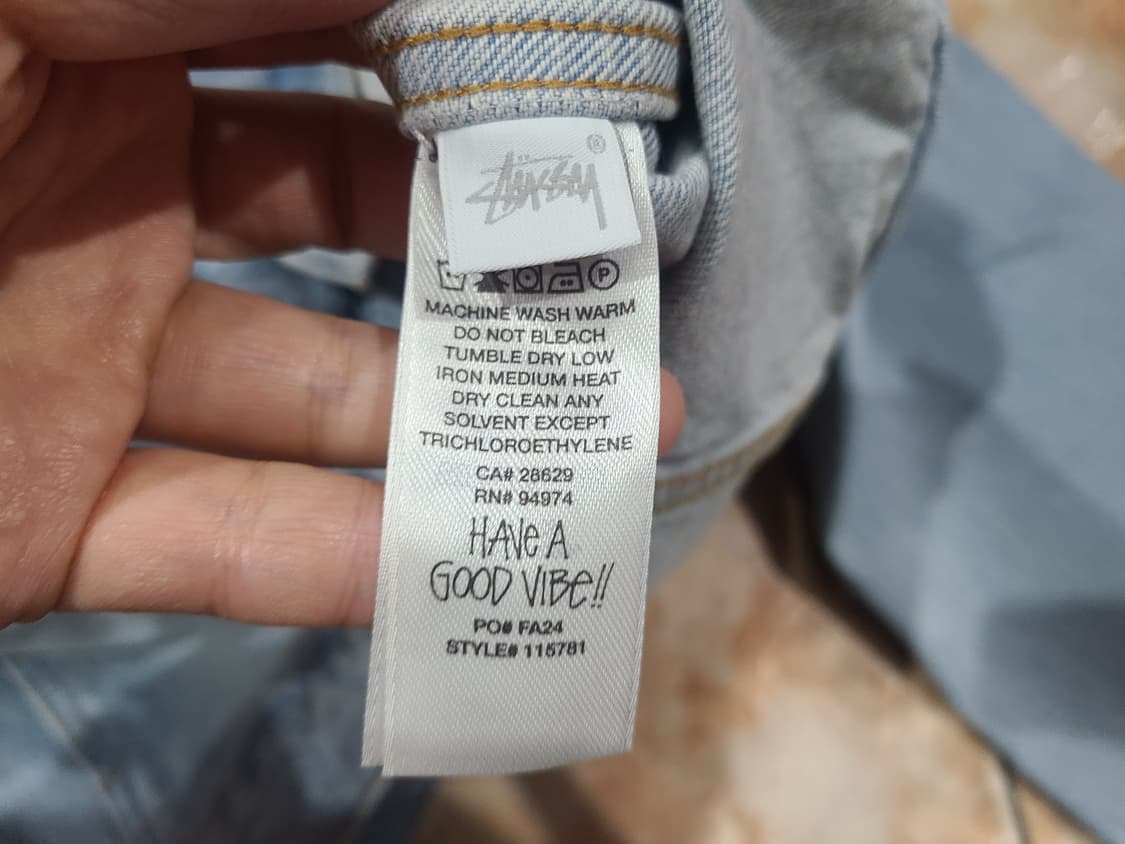 Stüssy ®
P
MACHINE WASH WARM
DO NOT BLEACH
TUMBLE DRY LOW
IRON MEDIUM HEAT
DRY CLEAN ANY
SOLVENT EXCEPT
TRICHLOROETHYLENE
CA# 28629
RN# 94974
HAVE A
GOOD VIBE!!
PO# FA24
STYLE# 115781